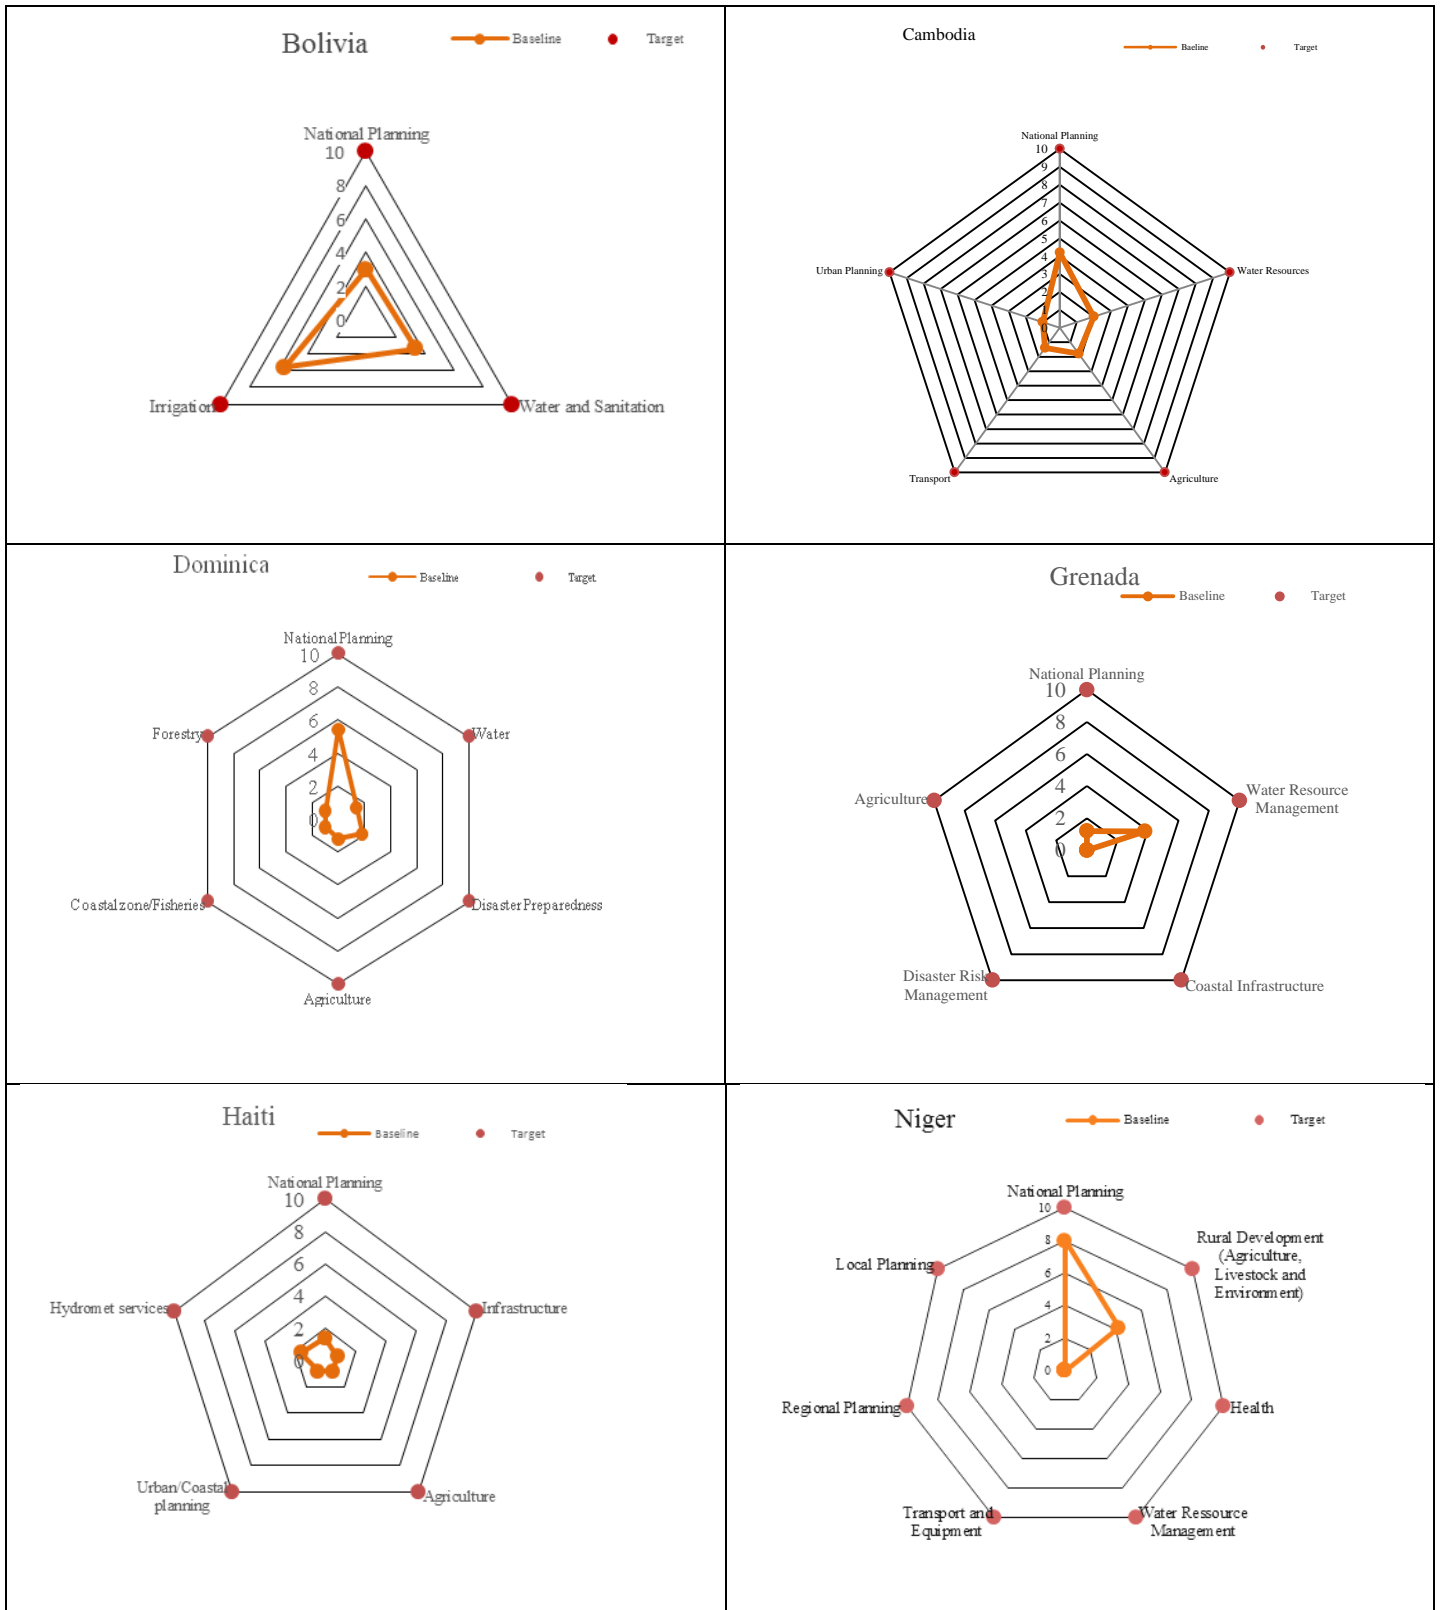 Bolivia
Baseline Target
National Planning
10
8
6
4
2
0
Irrigation
Water and Sanitation
Cambodia
Baeline Target
National Planning
10
9
8
7
6
5
4
3
2
1
0
Urban Planning
Water Resources
Transport
Agriculture
Dominica
Baseline Target
National Planning
10
8
6
4
2
0
Forestry
Water
Coastal zone/Fisheries
Disaster Preparedness
Agriculture
Grenada
Baseline Target
National Planning
10
8
6
4
2
0
Agriculture
Water Resource
Management
Disaster Risk
Management
Coastal Infrastructure
Haiti
Baseline Target
National Planning
10
8
6
4
2
0
Hydromet services
Infrastructure
Urban/Coastal
planning
Agriculture
Niger
Baseline Target
National Planning
10
8
6
4
2
0
Local Planning
Rural Development
(Agriculture,
Livestock and
Environment)
Regional Planning
Health
Transport and
Equipment
Water Ressource
Management